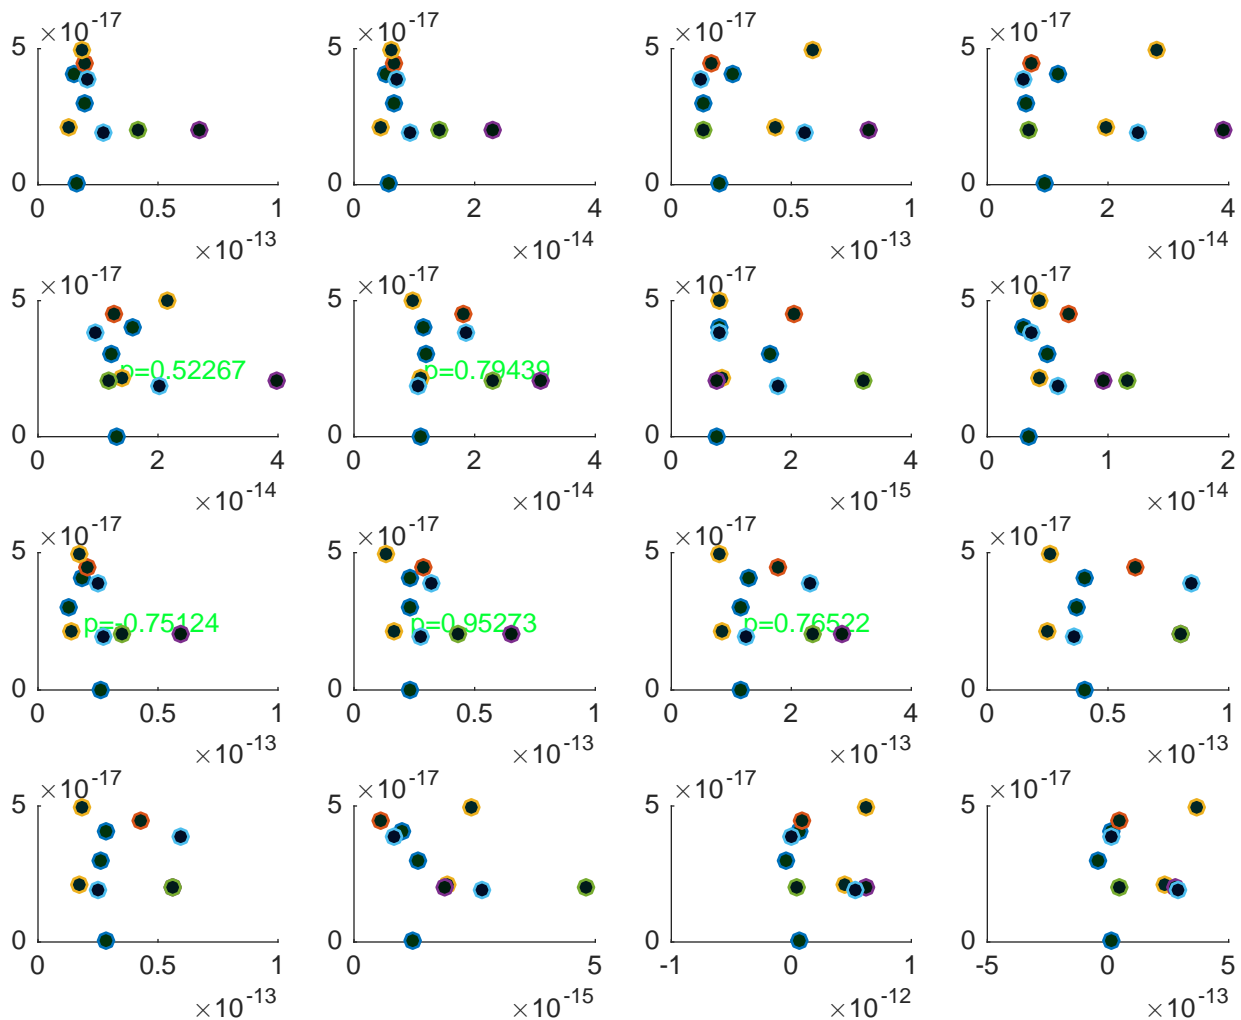 ×10-17 ×10-17 ×10-17 ×10-17
5 5 5 5
0 0 0 0
0 0.5 1 0 2 4 0 0.5 1 0 2 4
×10-13 ×10-14 ×10-13 ×10-14
×10-17 ×10-17 ×10-17 ×10-17
5 5 5 5
p=0.52267 p=0.79439
0 0 0 0
0 2 4 0 2 4 0 2 4 0 1 2
×10-14 ×10-14 ×10-15 ×10-14
×10-17 ×10-17 ×10-17 ×10-17
5 5 5 5
p=-0.75124 p=0.95273 p=0.76522
0 0 0 0
0 0.5 1 0 0.5 1 0 2 4 0 0.5 1
×10-13 ×10-13 ×10-13 ×10-13
×10-17 ×10-17 ×10-17 ×10-17
5 5 5 5
0 0 0 0
0 0.5 1 0 5 -1 0 1 -5 0 5
×10-13 ×10-15 ×10-12 ×10-13